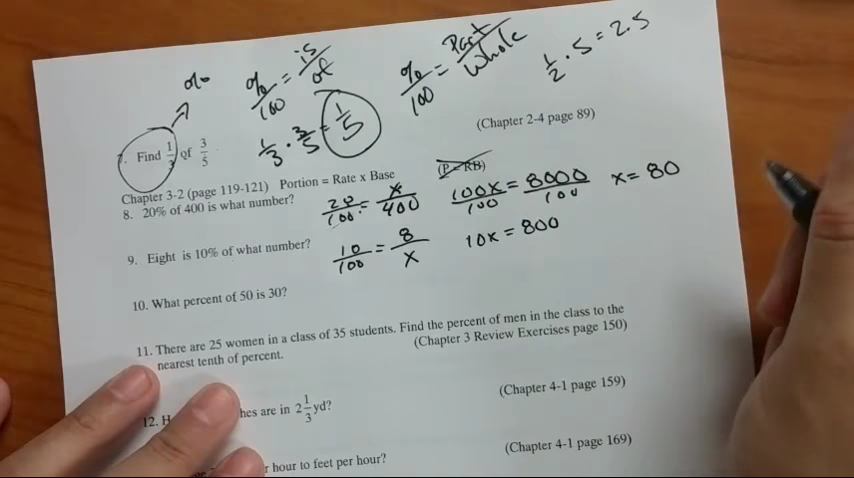 %
%/100 = is/of
%/100 = Part/Whole
1/2 · 5 = 2.5
7. Find 1/3 of 3/5
1/3 · 3/5 = 1/5
(Chapter 2-4 page 89)
Chapter 3-2 (page 119-121) Portion = Rate x Base
(P = RB)
8. 20% of 400 is what number?
20/100 = x/400
100x/100 = 8000/100
x = 80
9. Eight is 10% of what number?
10/100 = 8/x
10x = 800
10. What percent of 50 is 30?
11. There are 25 women in a class of 35 students. Find the percent of men in the class to the
nearest tenth of percent.
(Chapter 3 Review Exercises page 150)
12. H hes are in 2 1/3 yd?
(Chapter 4-1 page 159)
r hour to feet per hour?
(Chapter 4-1 page 169)